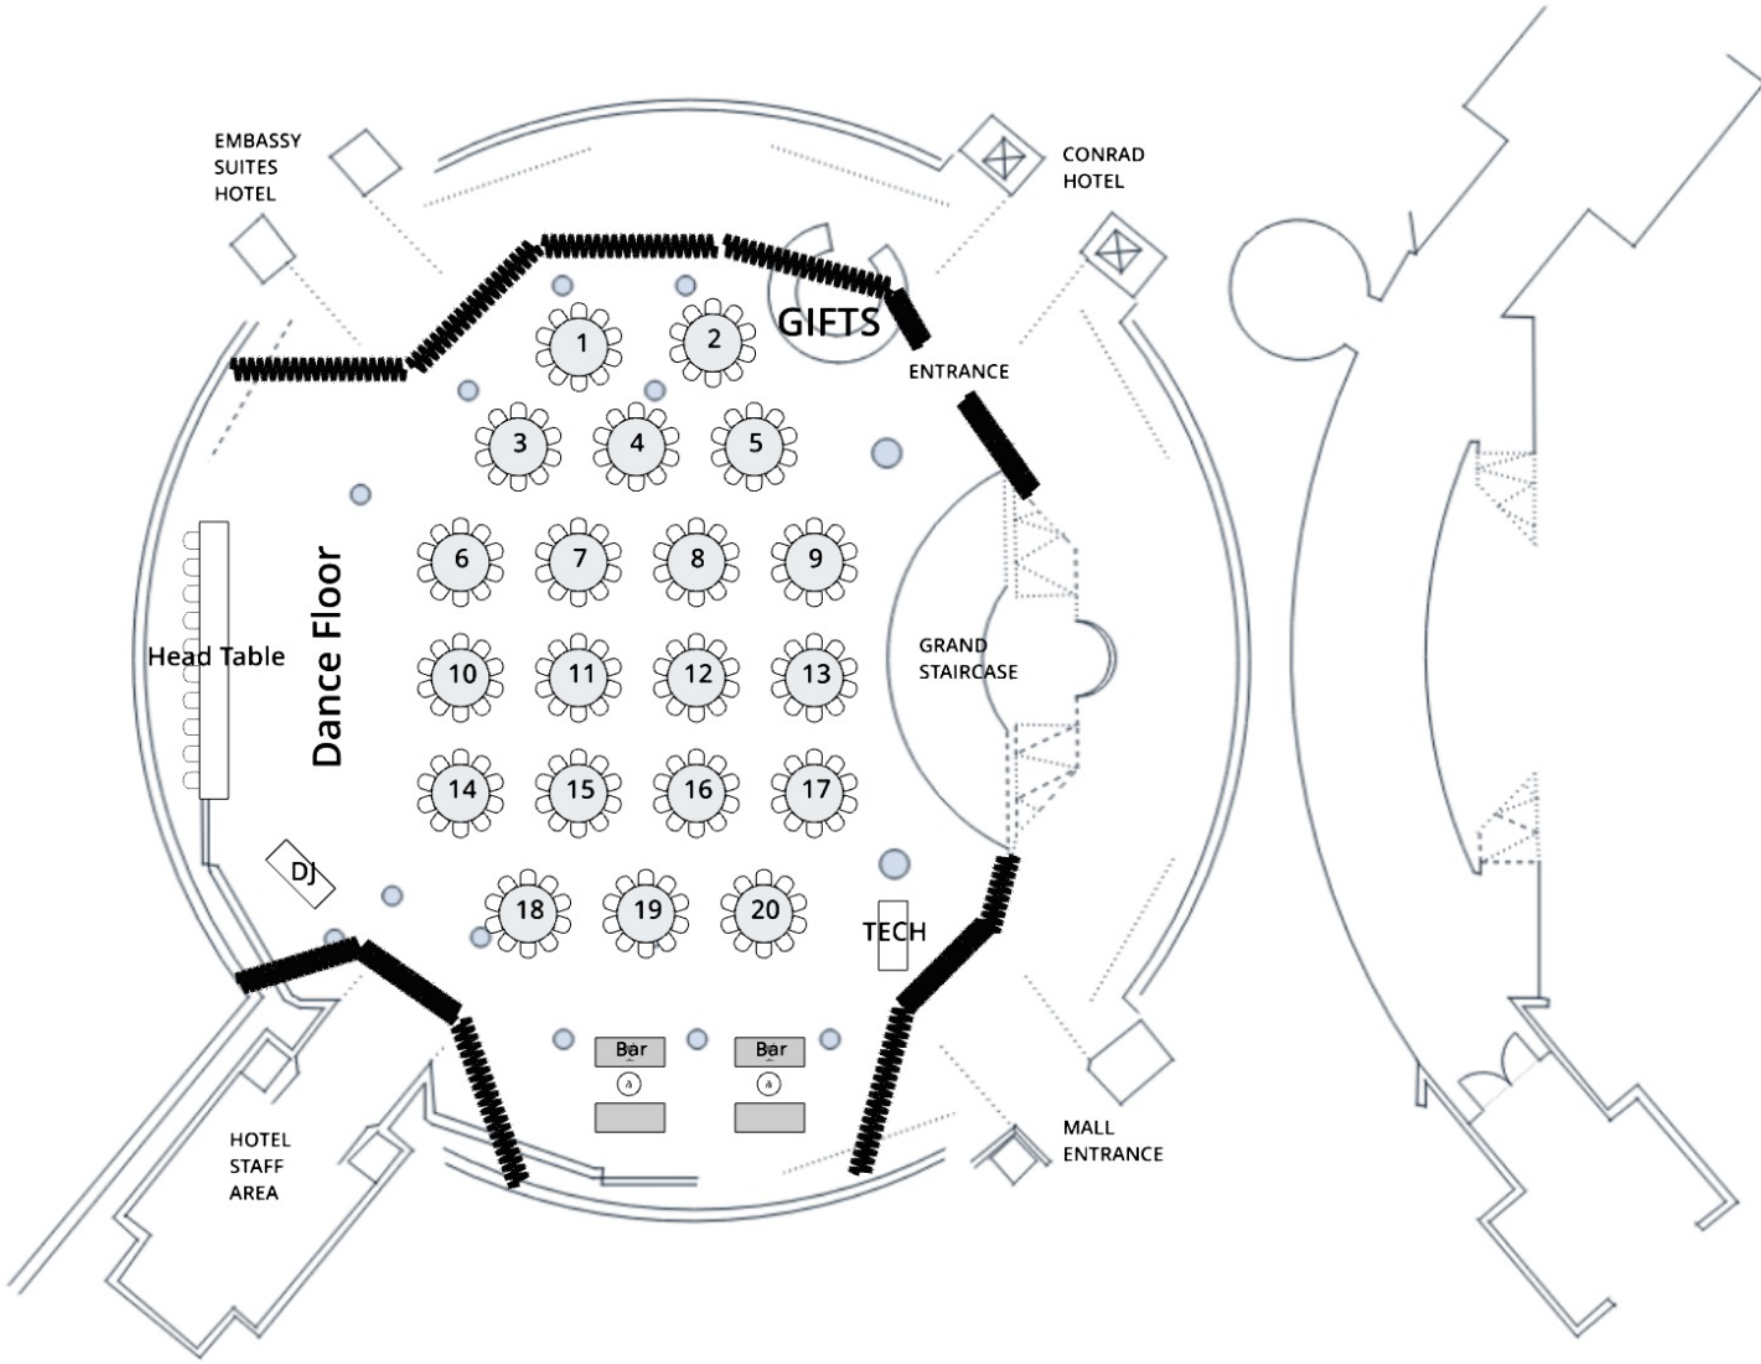 EMBASSY
SUITES
HOTEL
CONRAD
HOTEL
GIFTS
ENTRANCE
1
2
3
4
5
6
7
8
9
Dance Floor
Head Table
GRAND
STAIRCASE
10
11
12
13
14
15
16
17
DJ
18
19
20
TECH
Bar
Bar
HOTEL
STAFF
AREA
MALL
ENTRANCE